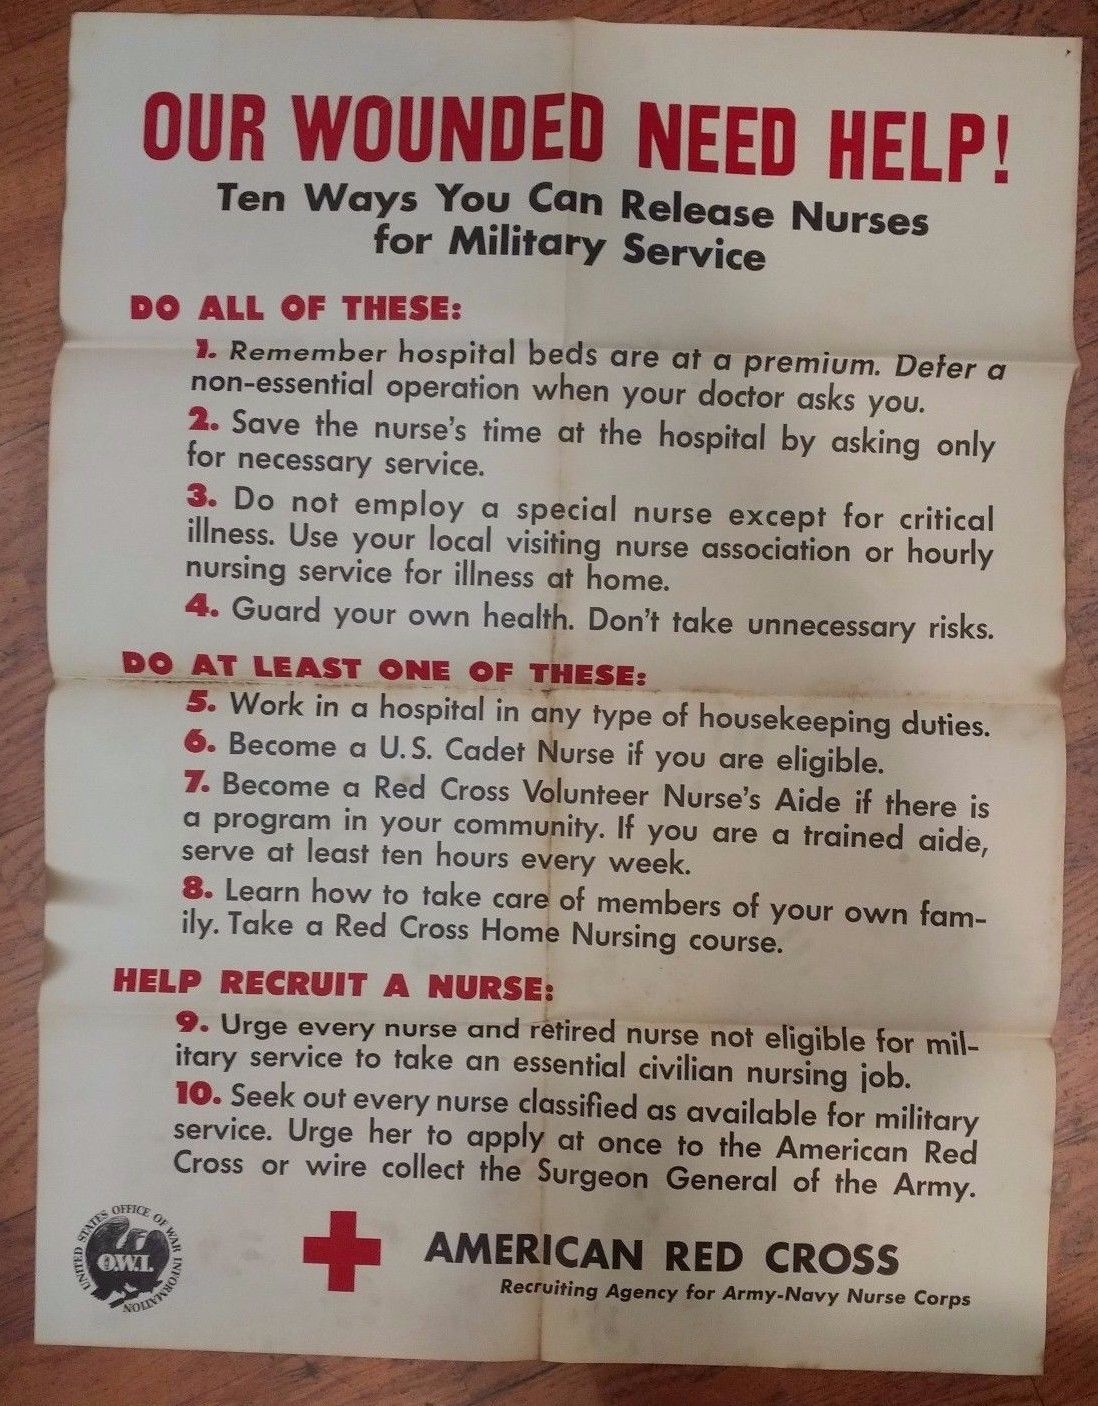 OUR WOUNDED NEED HELP!
Ten Ways You Can Release Nurses
for Military Service
DO ALL OF THESE:
1. Remember hospital beds are at a premium. Defer a
non-essential operation when your doctor asks you.
2. Save the nurse's time at the hospital by asking only
for necessary service.
3. Do not employ a special nurse except for critical
illness. Use your local visiting nurse association or hourly
nursing service for illness at home.
4. Guard your own health. Don't take unnecessary risks.
DO AT LEAST ONE OF THESE:
5. Work in a hospital in any type of housekeeping duties.
6. Become a U.S. Cadet Nurse if you are eligible.
7. Become a Red Cross Volunteer Nurse's Aide if there is
a program in your community. If you are a trained aide,
serve at least ten hours every week.
8. Learn how to take care of members of your own fam-
ily. Take a Red Cross Home Nursing course.
HELP RECRUIT A NURSE:
9. Urge every nurse and retired nurse not eligible for mil-
itary service to take an essential civilian nursing job.
10. Seek out every nurse classified as available for military
service. Urge her to apply at once to the American Red
Cross or wire collect the Surgeon General of the Army.
UNITED STATES OFFICE OF WAR INFORMATION
O.W.I.
AMERICAN RED CROSS
Recruiting Agency for Army-Navy Nurse Corps